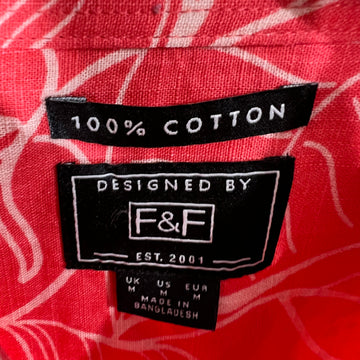 100% COTTON
DESIGNED BY
F&F
EST. 2001
UK US EUR
M M M
MADE IN
BANGLADESH